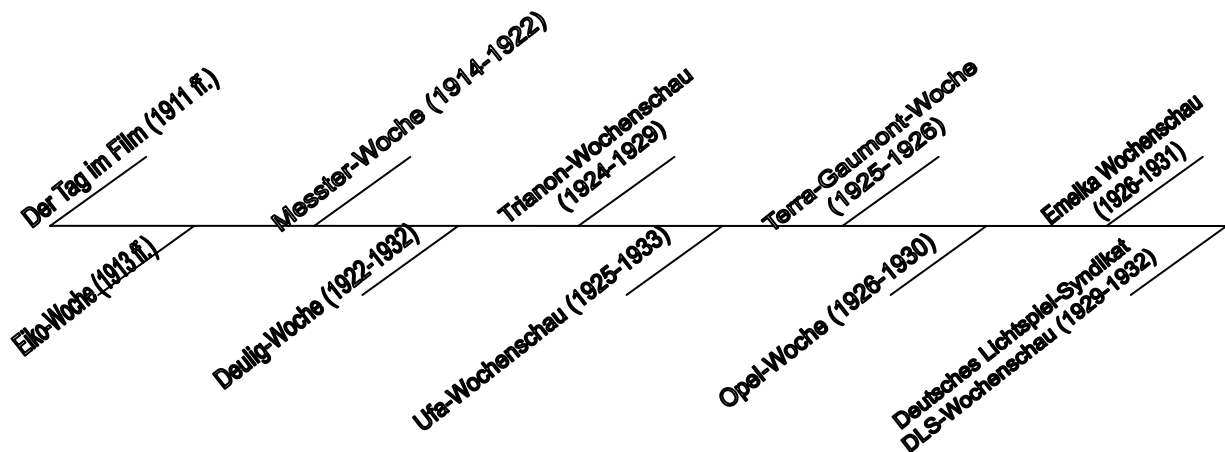 Der Tag im Film (1911 ff.)
Messter-Woche (1914-1922)
Trianon-Wochenschau
(1924-1929)
Terra-Gaumont-Woche
(1925-1926)
Emelka Wochenschau
(1926-1931)
Eiko-Woche (1913 ff.)
Deulig-Woche (1922-1932)
Ufa-Wochenschau (1925-1933)
Opel-Woche (1926-1930)
Deutsches Lichtspiel-Syndikat
DLS-Wochenschau (1929-1932)